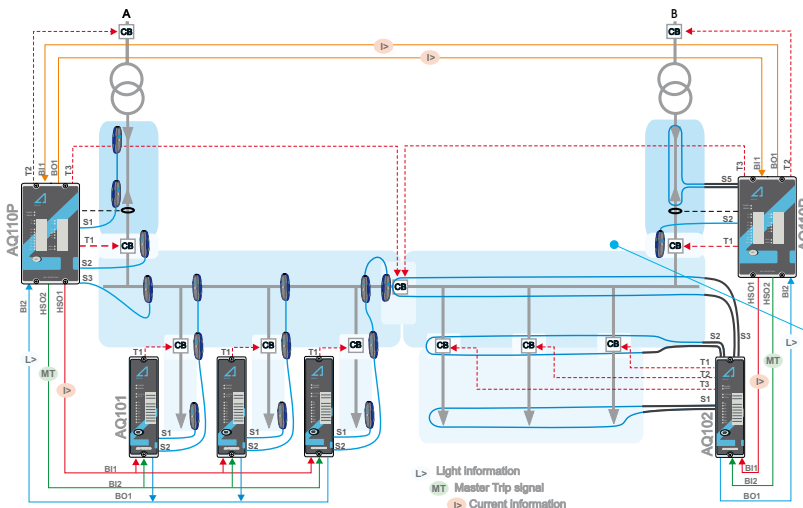 A
B
CB
CB
I>
I>
T2
BI1
BO1
T3
T3
BI1
BO1
T2
AQ110P
S1
T1
CB
S2
S3
S5
S2
CB
T1
BI2
HSO2
HSO1
CB
HSO1
HSO2
BI2
L>
MT
I>
T1
CB
T1
CB
T1
CB
CB
CB
CB
S2
S3
T1
T2
T3
S1
L>
MT
I>
AQ101
S1
S2
S1
S2
S1
S2
AQ102
BI1
BI2
BO1
BI1
BI2
BO1
L> Light information
MT Master Trip signal
I> Current information